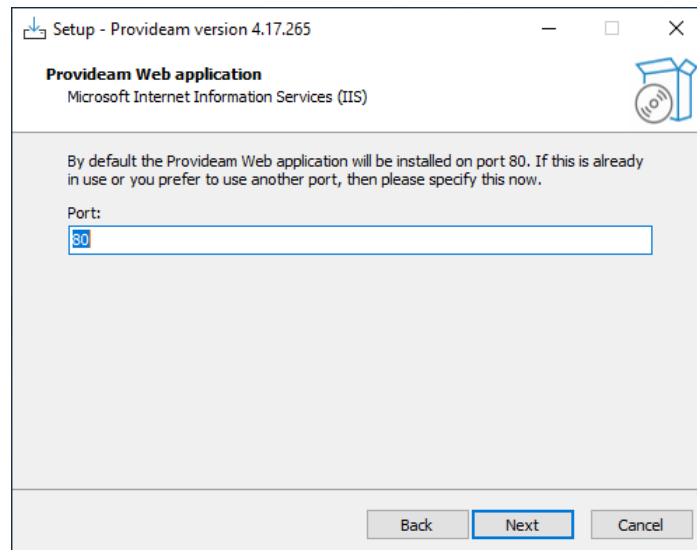 Setup - Provideam version 4.17.265
Provideam Web application
Microsoft Internet Information Services (IIS)
By default the Provideam Web application will be installed on port 80. If this is already
in use or you prefer to use another port, then please specify this now.
Port:
80
Back Next Cancel